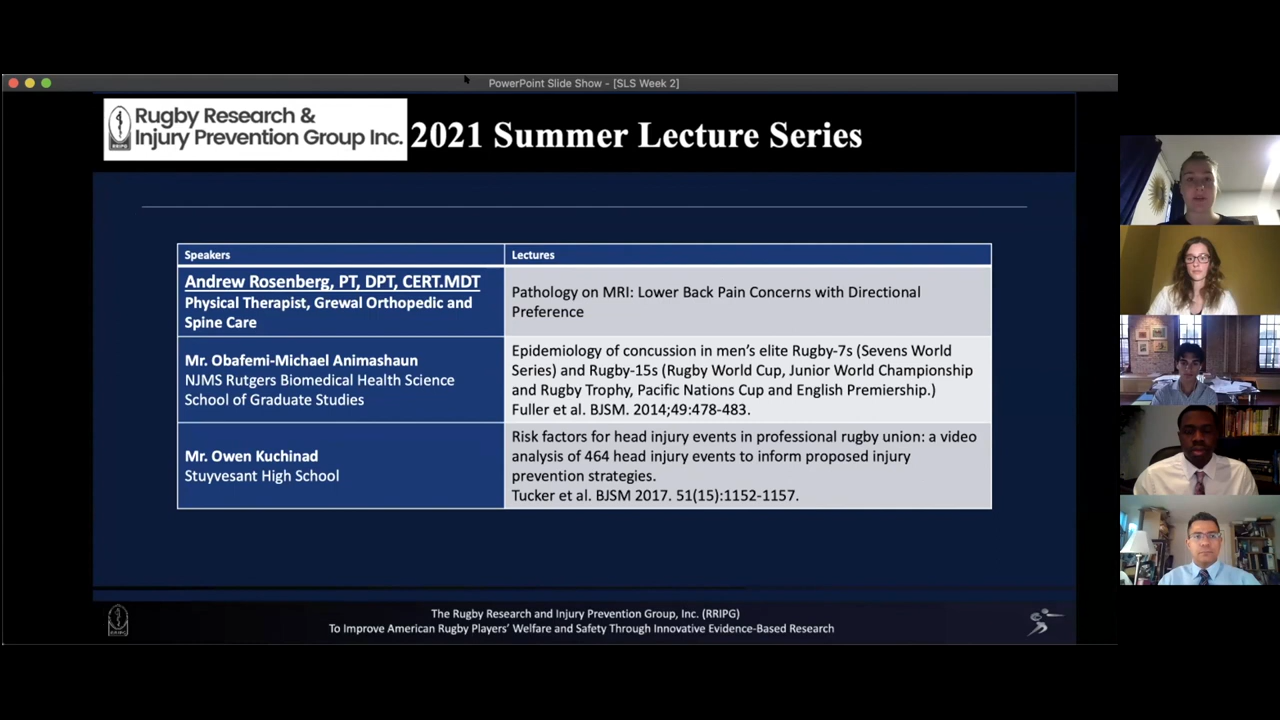 PowerPoint Slide Show - [SLS Week 2]
Rugby Research &
Injury Prevention Group Inc.
2021 Summer Lecture Series
Speakers
Lectures
Andrew Rosenberg, PT, DPT, CERT.MDT
Physical Therapist, Grewal Orthopedic and
Spine Care
Pathology on MRI: Lower Back Pain Concerns with Directional
Preference
Mr. Obafemi-Michael Animashaun
NJMS Rutgers Biomedical Health Science
School of Graduate Studies
Epidemiology of concussion in men's elite Rugby-7s (Sevens World
Series) and Rugby-15s (Rugby World Cup, Junior World Championship
and Rugby Trophy, Pacific Nations Cup and English Premiership.)
Fuller et al. BJSM. 2014;49:478-483.
Mr. Owen Kuchinad
Stuyvesant High School
Risk factors for head injury events in professional rugby union: a video
analysis of 464 head injury events to inform proposed injury
prevention strategies.
Tucker et al. BJSM 2017. 51(15):1152-1157.
RRIPG
The Rugby Research and Injury Prevention Group, Inc. (RRIPG)
To Improve American Rugby Players' Welfare and Safety Through Innovative Evidence-Based Research